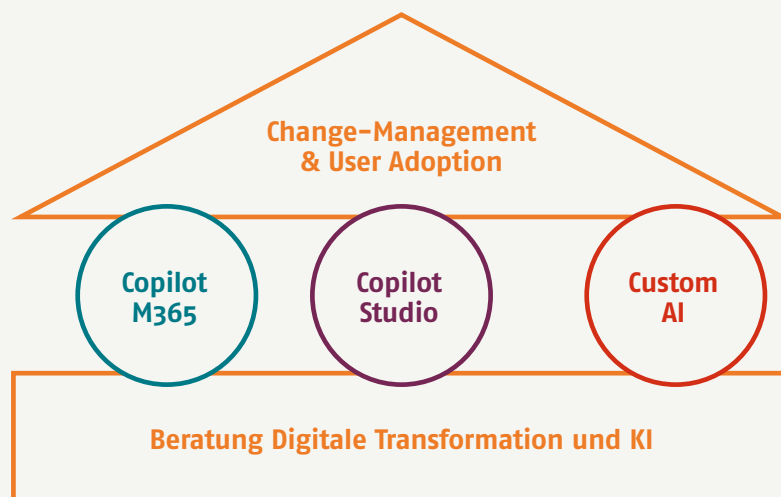 Change-Management
& User Adoption
Copilot
M365
Copilot
Studio
Custom
AI
Beratung Digitale Transformation und KI